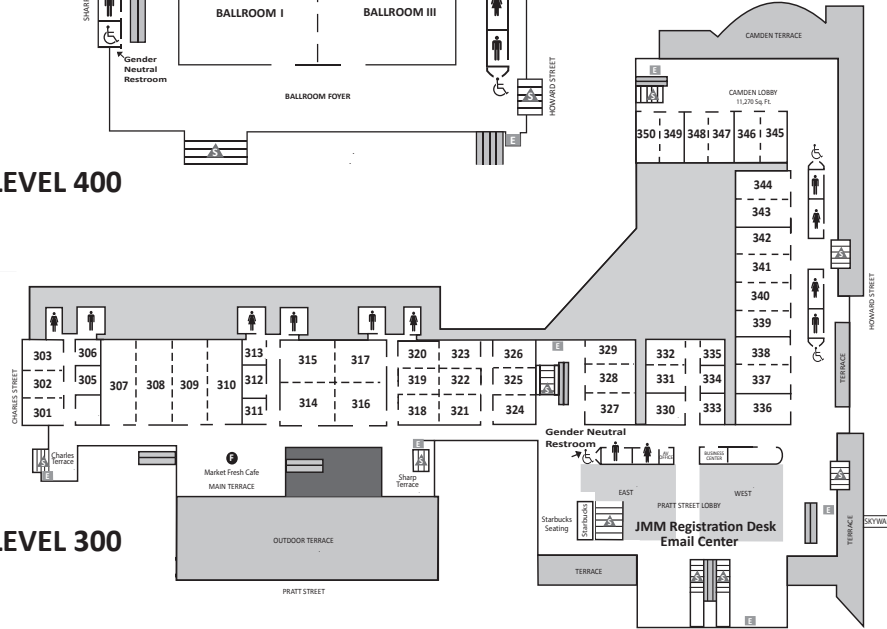 BALLROOM I
BALLROOM III
Gender
Neutral
Restroom
BALLROOM FOYER
HOWARD STREET
S
S
E
LEVEL 400
CAMDEN TERRACE
E
S
CAMDEN LOBBY
11,270 Sq. Ft.
350 349 348 347 346 345
344
343
342
341
340
339
338
337
336
S
HOWARD STREET
TERRACE
CHARLES STREET
303
302
301
306
305
307 308 309 310
313
312
311
315 317
314 316
320 323
319 322
318 321
326
325
324
E
S
329
328
327
332 335
331 334
330 333
Charles
Terrace
S
E
F
Market Fresh Cafe
MAIN TERRACE
E
S
Sharp
Terrace
Gender Neutral
Restroom
AV
OFFICE
BUSINESS
CENTER
EAST
WEST
PRATT STREET LOBBY
Starbucks
Seating
Starbucks
S
JMM Registration Desk
Email Center
S
E
TERRACE
SKYWA
LEVEL 300
OUTDOOR TERRACE
PRATT STREET
TERRACE
S S
E